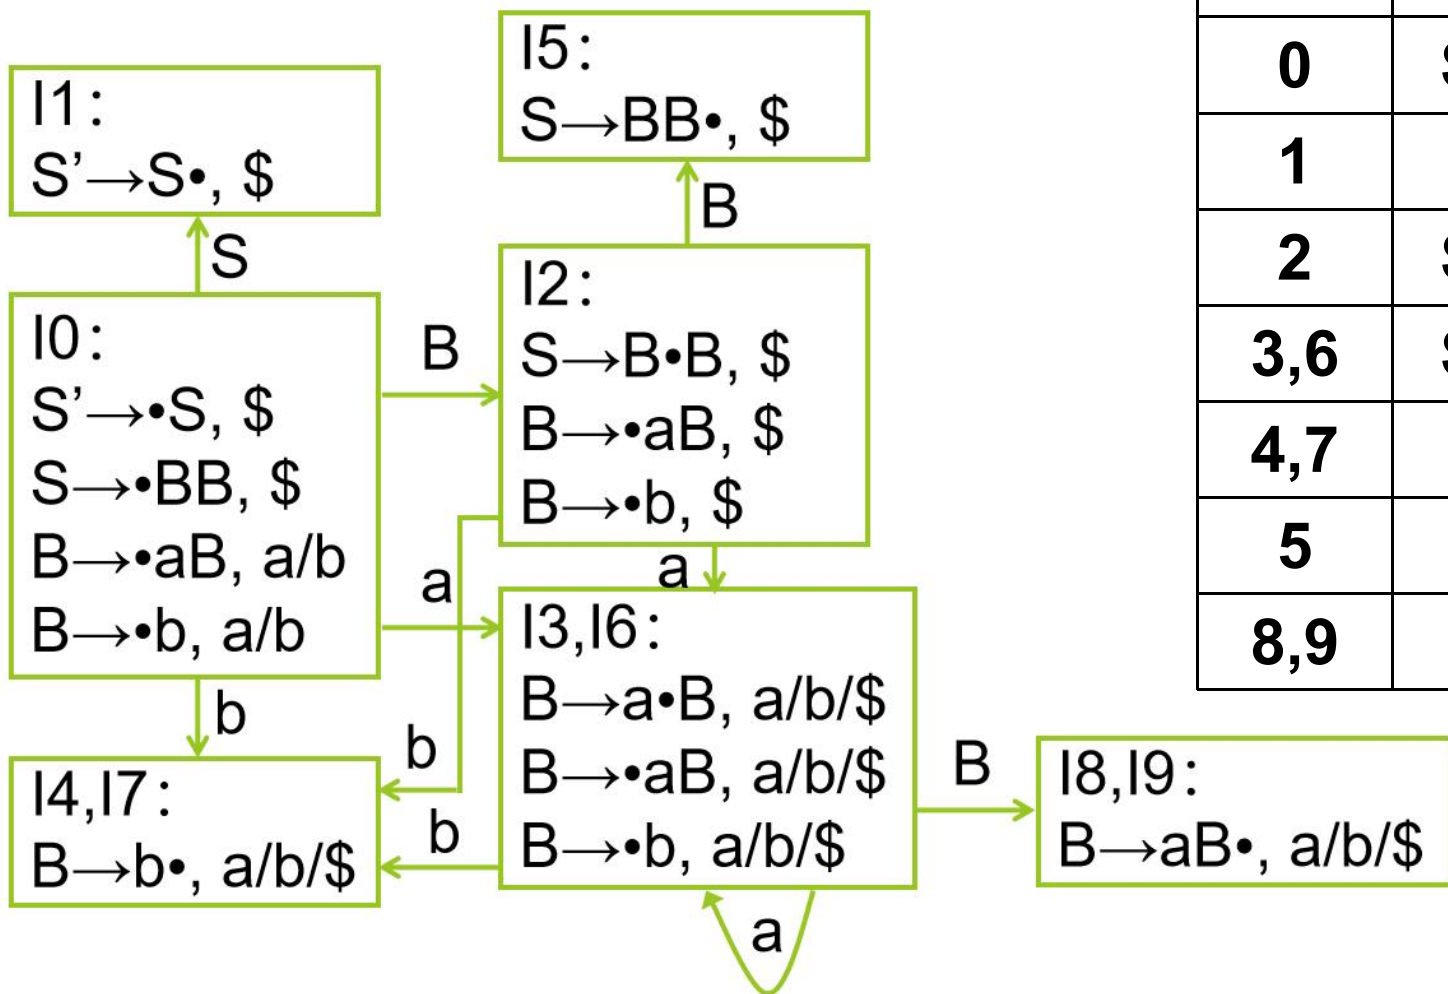 I1:
S’→S•, $
S
I0:
S’→•S, $
S→•BB, $
B→•aB, a/b
B→•b, a/b
b
I4,I7:
B→b•, a/b/$
I5:
S→BB•, $
B
B
I2:
S→B•B, $
B→•aB, $
B→•b, $
a
a
b
b
I3,I6:
B→a•B, a/b/$
B→•aB, a/b/$
B→•b, a/b/$
a
B
I8,I9:
B→aB•, a/b/$
0
1
2
3,6
4,7
5
8,9